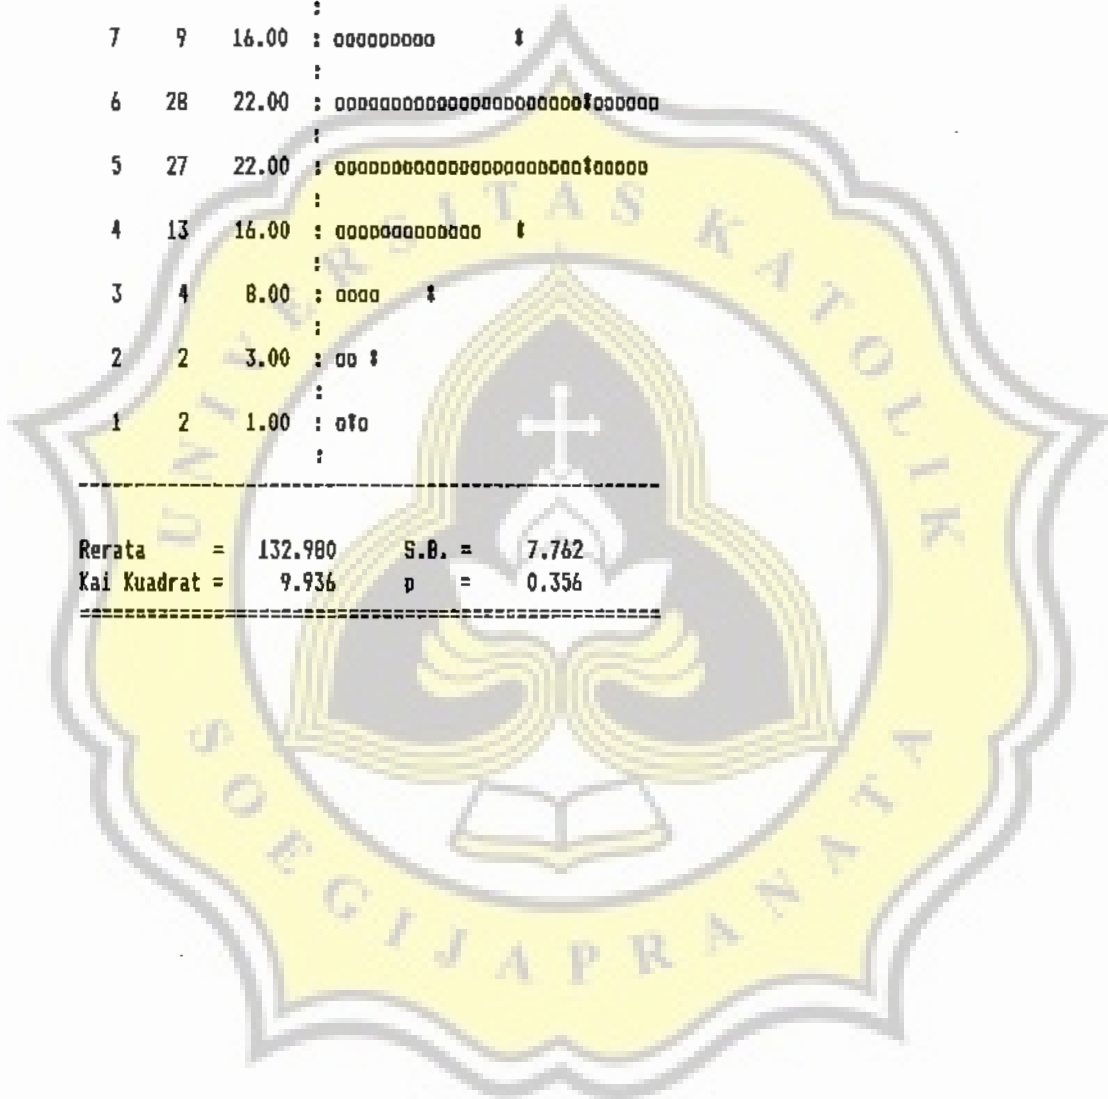 :
7 9 16.00 : ooooooooo *
:
6 28 22.00 : oooooooooooooooooooooo*oooooo
:
5 27 22.00 : oooooooooooooooooooooo*ooooo
:
4 13 16.00 : ooooooooooooo *
:
3 4 8.00 : oooo *
:
2 2 3.00 : oo *
:
1 2 1.00 : o*o
:
------------------------------------------------------------
Rerata = 132.980 S.B. = 7.762
Kai Kuadrat = 9.936 p = 0.356
============================================================
UNIVERSITAS KATOLIK
SOEGIJAPRANATA